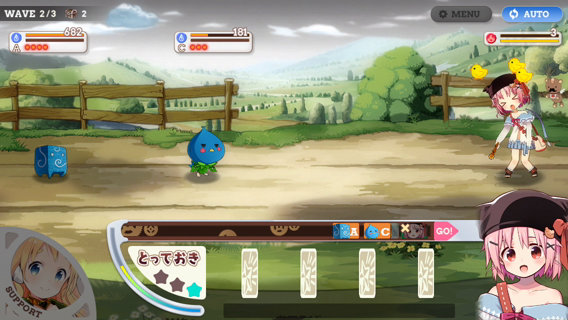 WAVE 2/3 2
MENU
AUTO
682
A
181
C
3
A C GO!
とっておき
SUPPORT